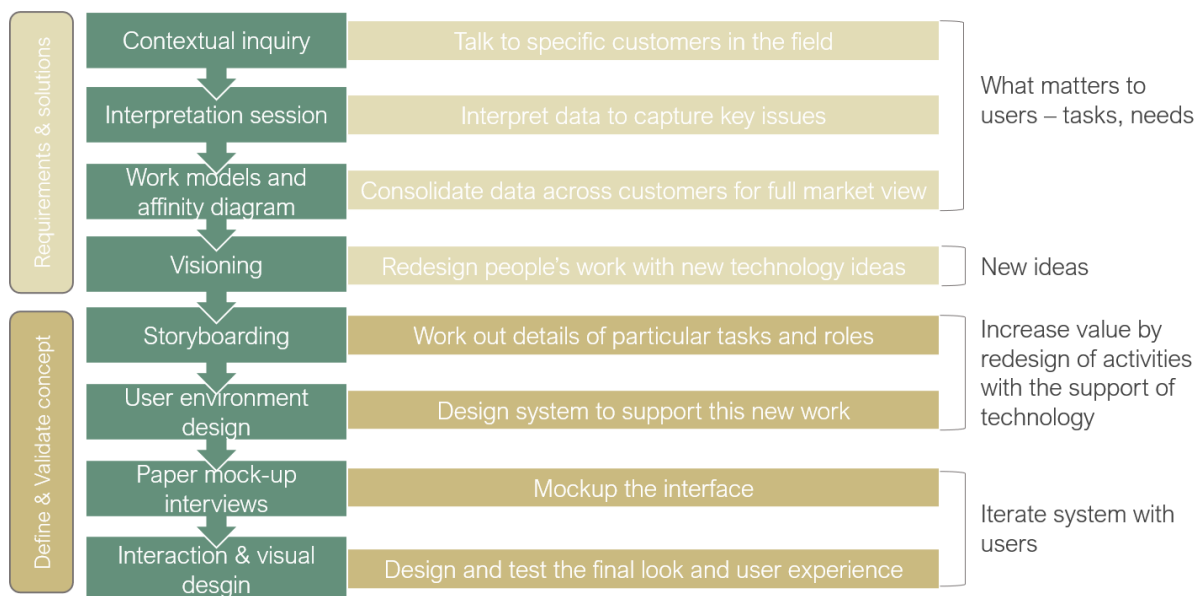 Requirements & solutions
Contextual inquiry
Talk to specific customers in the field
Interpretation session
Interpret data to capture key issues
Work models and
affinity diagram
Consolidate data across customers for full market view
What matters to
users – tasks, needs
Visioning
Redesign people's work with new technology ideas
New ideas
Define & Validate concept
Storyboarding
Work out details of particular tasks and roles
User environment
design
Design system to support this new work
Increase value by
redesign of activities
with the support of
technology
Paper mock-up
interviews
Mockup the interface
Interaction & visual
desgin
Design and test the final look and user experience
Iterate system with
users